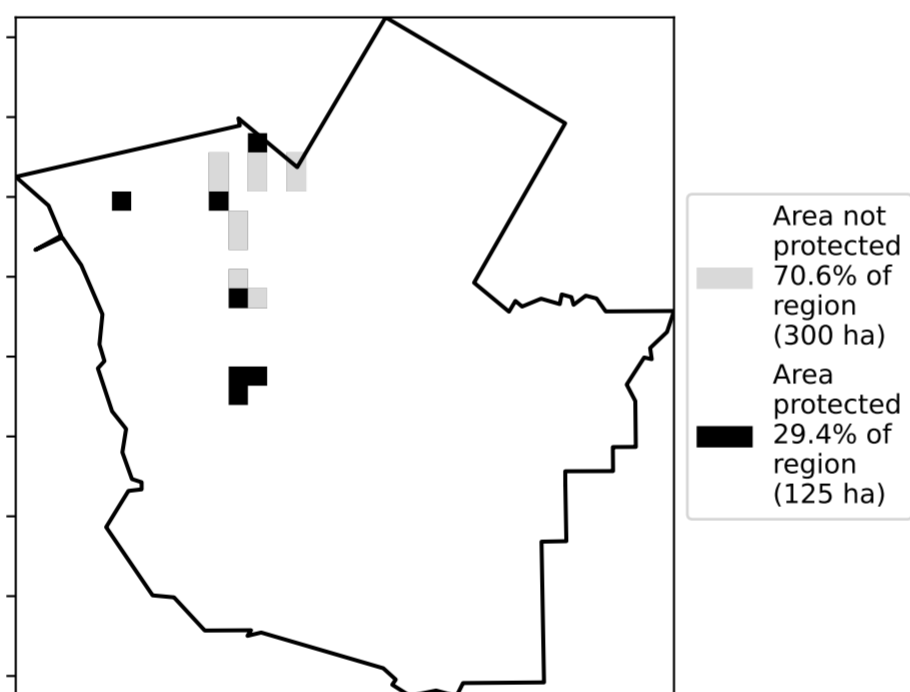 Area not
protected
70.6% of
region
(300 ha)
Area
protected
29.4% of
region
(125 ha)